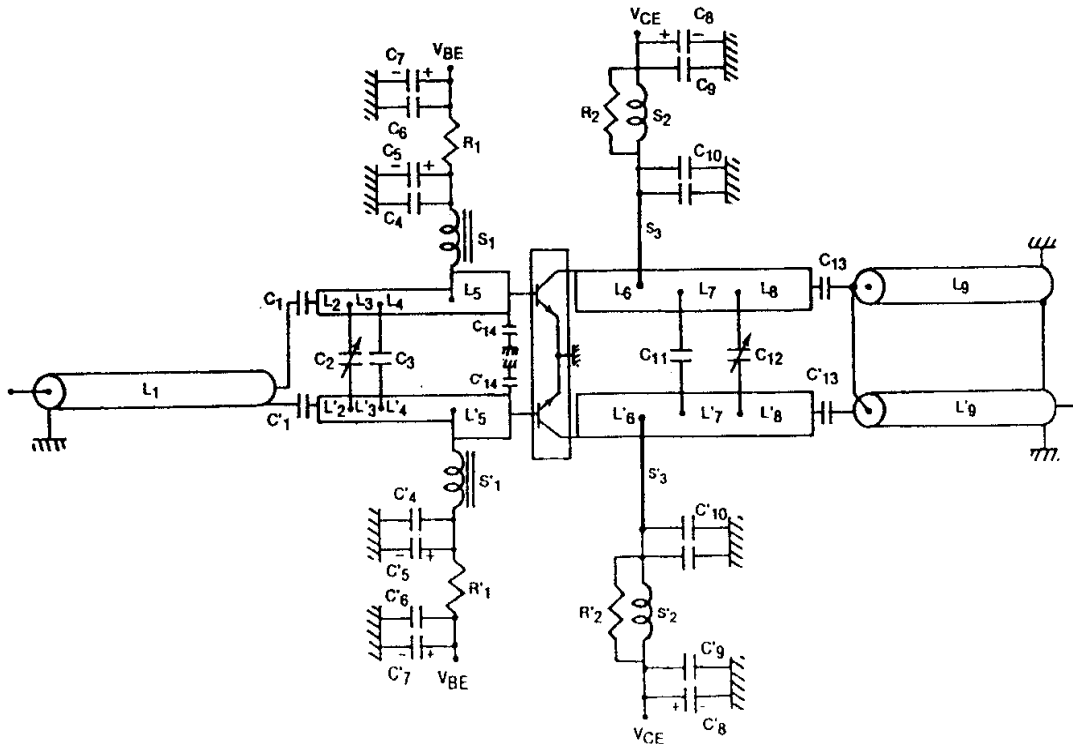 VCE
C8
+ −
C9
R2
S2
C10
S3
C7
VBE
− +
C6
R1
C5
− +
C4
S1
C1
L2 L3 L4 L5
C14
C2
C3
L1
C'14
C'1
L'2 L'3 L'4 L'5
L6 L7 L8
C13
L9
C11
C12
C'13
L'6 L'7 L'8
L'9
S'1
C'4
C'5
− +
R'1
C'6
C'7
− +
VBE
S'3
C'10
R'2
S'2
C'9
+ −
C'8
VCE